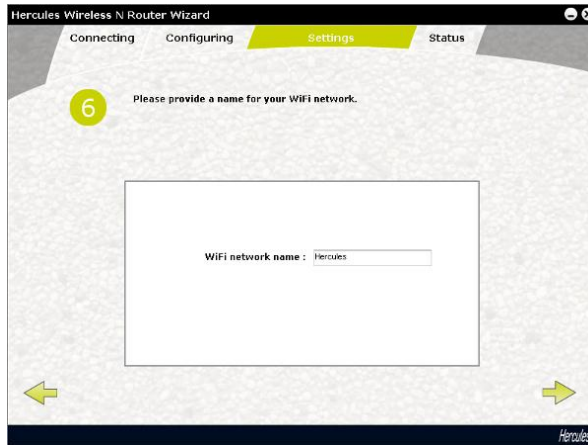 Hercules Wireless N Router Wizard
Connecting Configuring Settings Status
6 Please provide a name for your WiFi network.
WiFi network name : Hercules
Hercules